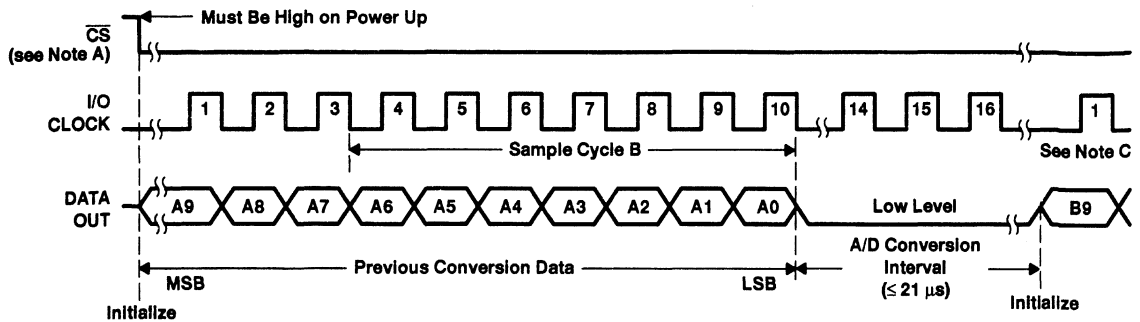 Must Be High on Power Up
CS
(see Note A)
I/O
CLOCK
1 2 3 4 5 6 7 8 9 10 14 15 16 1
Sample Cycle B
See Note C
DATA
OUT
A9 A8 A7 A6 A5 A4 A3 A2 A1 A0 Low Level B9
Previous Conversion Data
A/D Conversion
Interval
(≤ 21 μs)
MSB LSB
Initialize Initialize